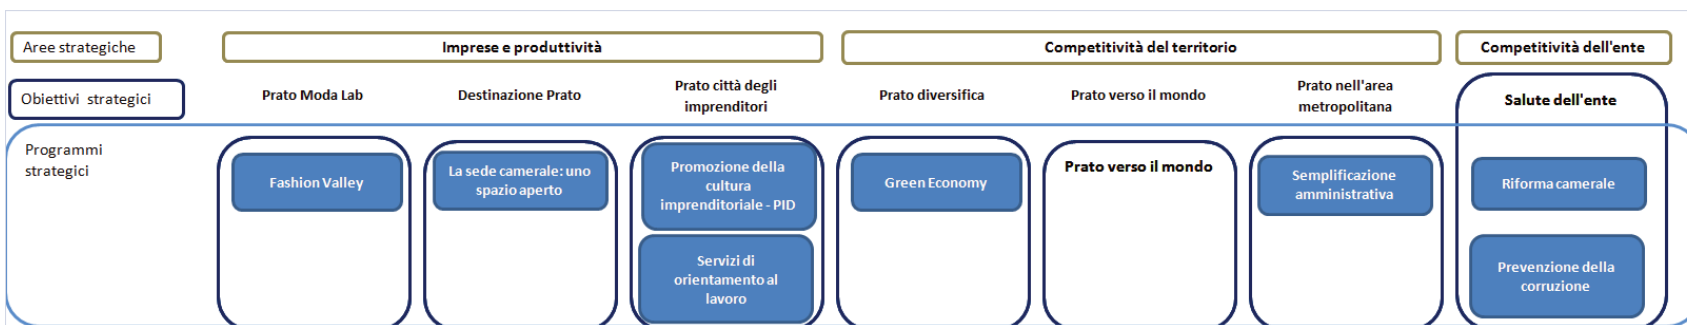 Aree strategiche
Imprese e produttività
Competitività del territorio
Competitività dell'ente
Obiettivi strategici
Prato Moda Lab
Destinazione Prato
Prato città degli
imprenditori
Prato diversifica
Prato verso il mondo
Prato nell'area
metropolitana
Salute dell'ente
Programmi
strategici
Fashion Valley
La sede camerale: uno
spazio aperto
Promozione della
cultura
imprenditoriale - PID
Servizi di
orientamento al
lavoro
Green Economy
Prato verso il mondo
Semplificazione
amministrativa
Riforma camerale
Prevenzione della
corruzione